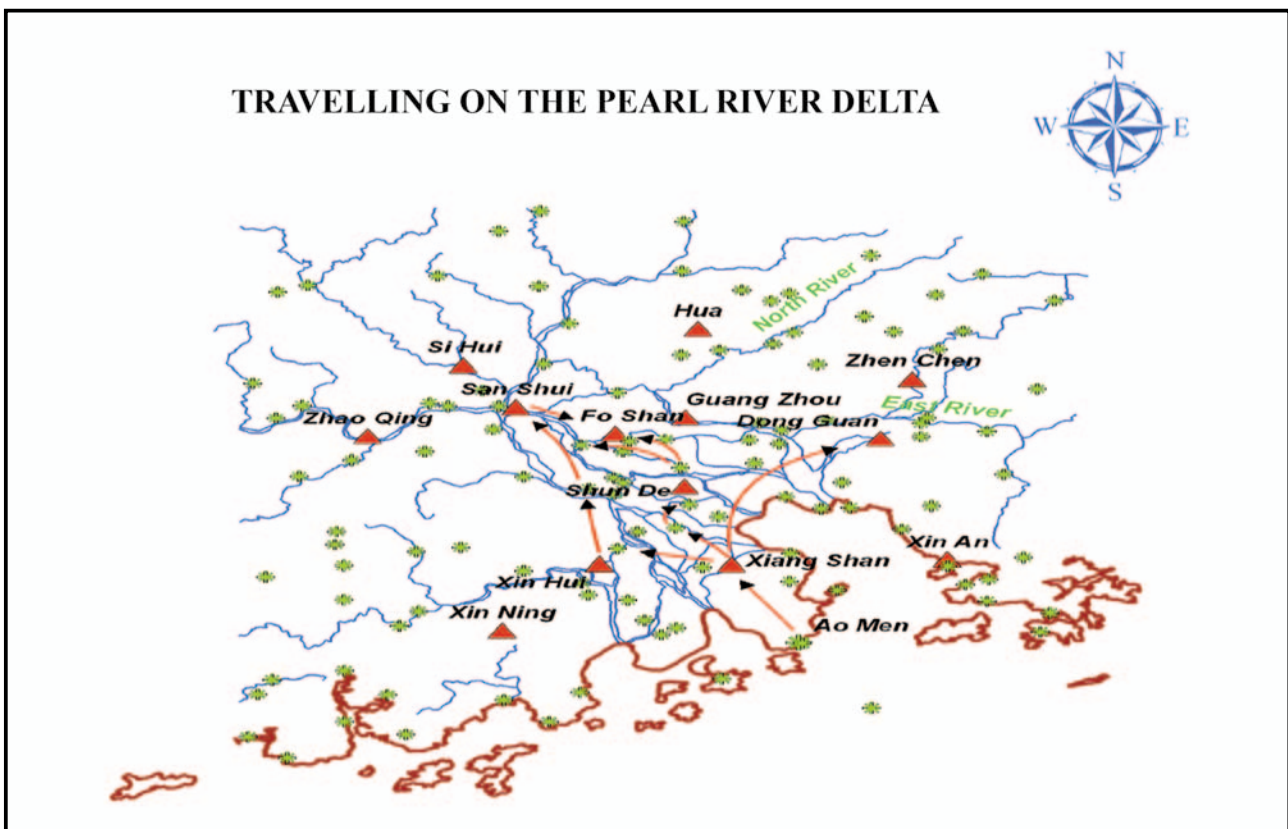 N
TRAVELLING ON THE PEARL RIVER DELTA
W E
S
North River
Hua
Si Hui
Zhen Chen
San Shui
Guang Zhou
East River
Zhao Qing
Fo Shan
Dong Guan
Shun De
Xin An
Xiang Shan
Xin Hui
Xin Ning
Ao Men